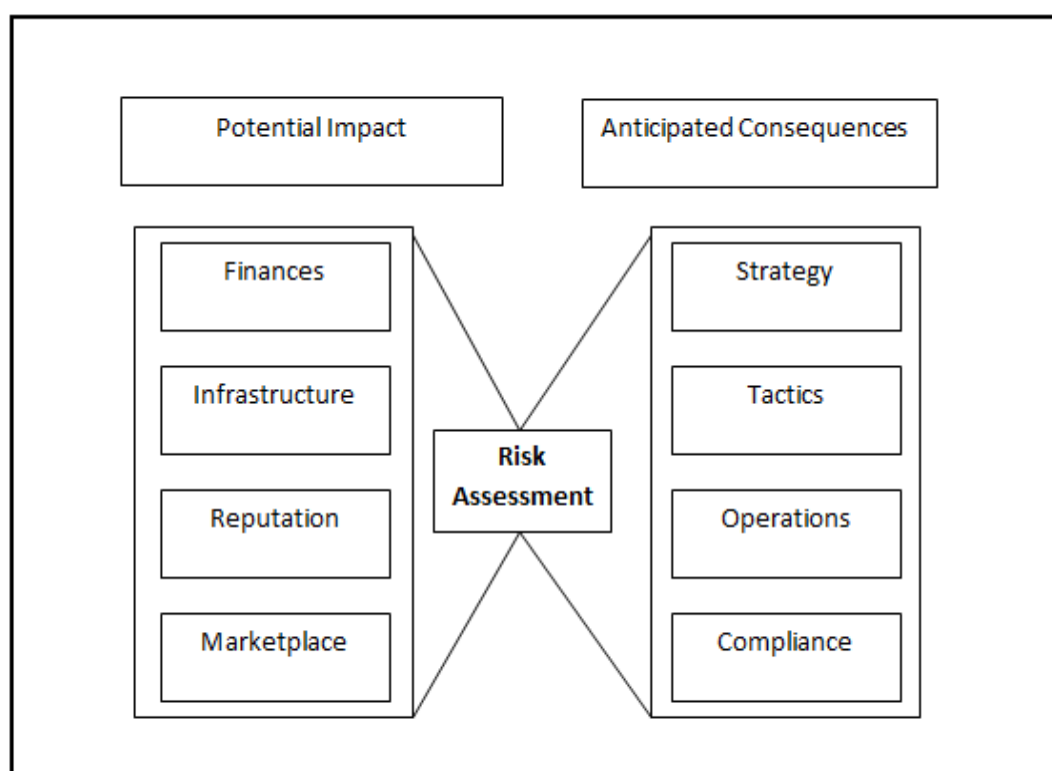 Potential Impact
Anticipated Consequences
Finances
Infrastructure
Reputation
Marketplace
Risk
Assessment
Strategy
Tactics
Operations
Compliance